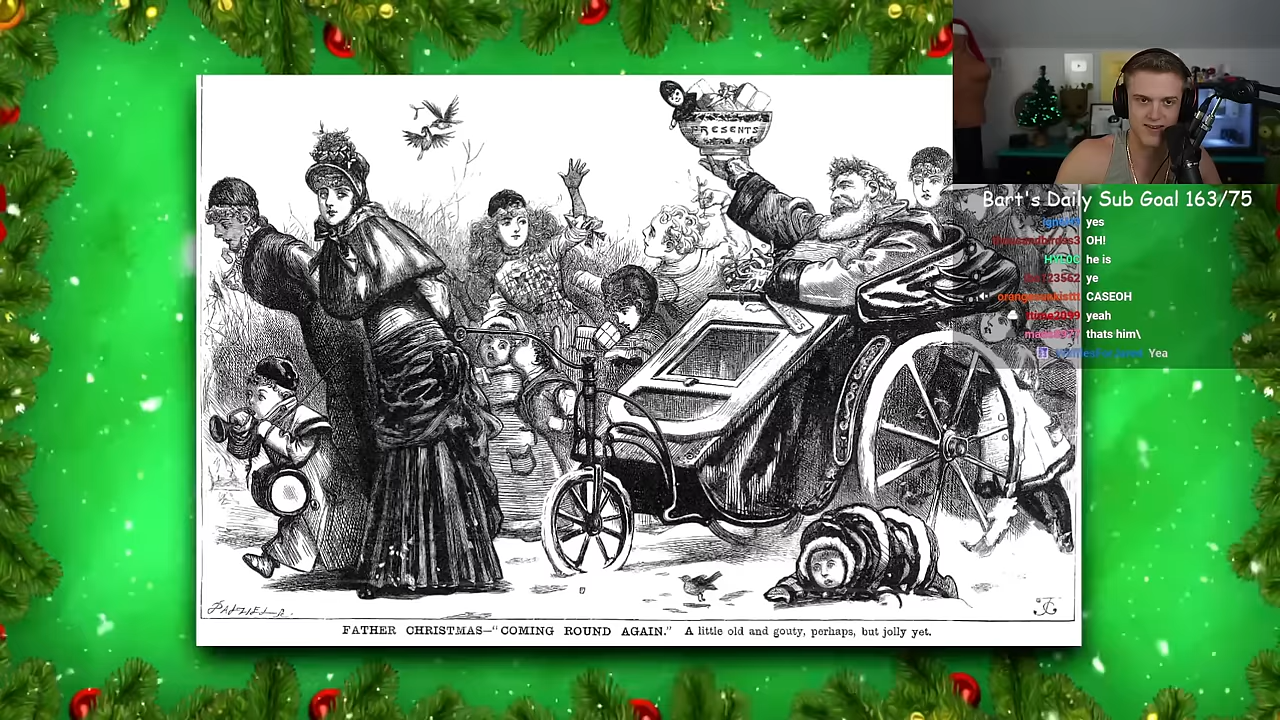 PRESENTS
Bart's Daily Sub Goal 163/75
yes
OH!
HYL0C he is
ye
CASEOH
yeah
thats him\
Yea
FATHER CHRISTMAS—"COMING ROUND AGAIN." A little old and gouty, perhaps, but jolly yet.